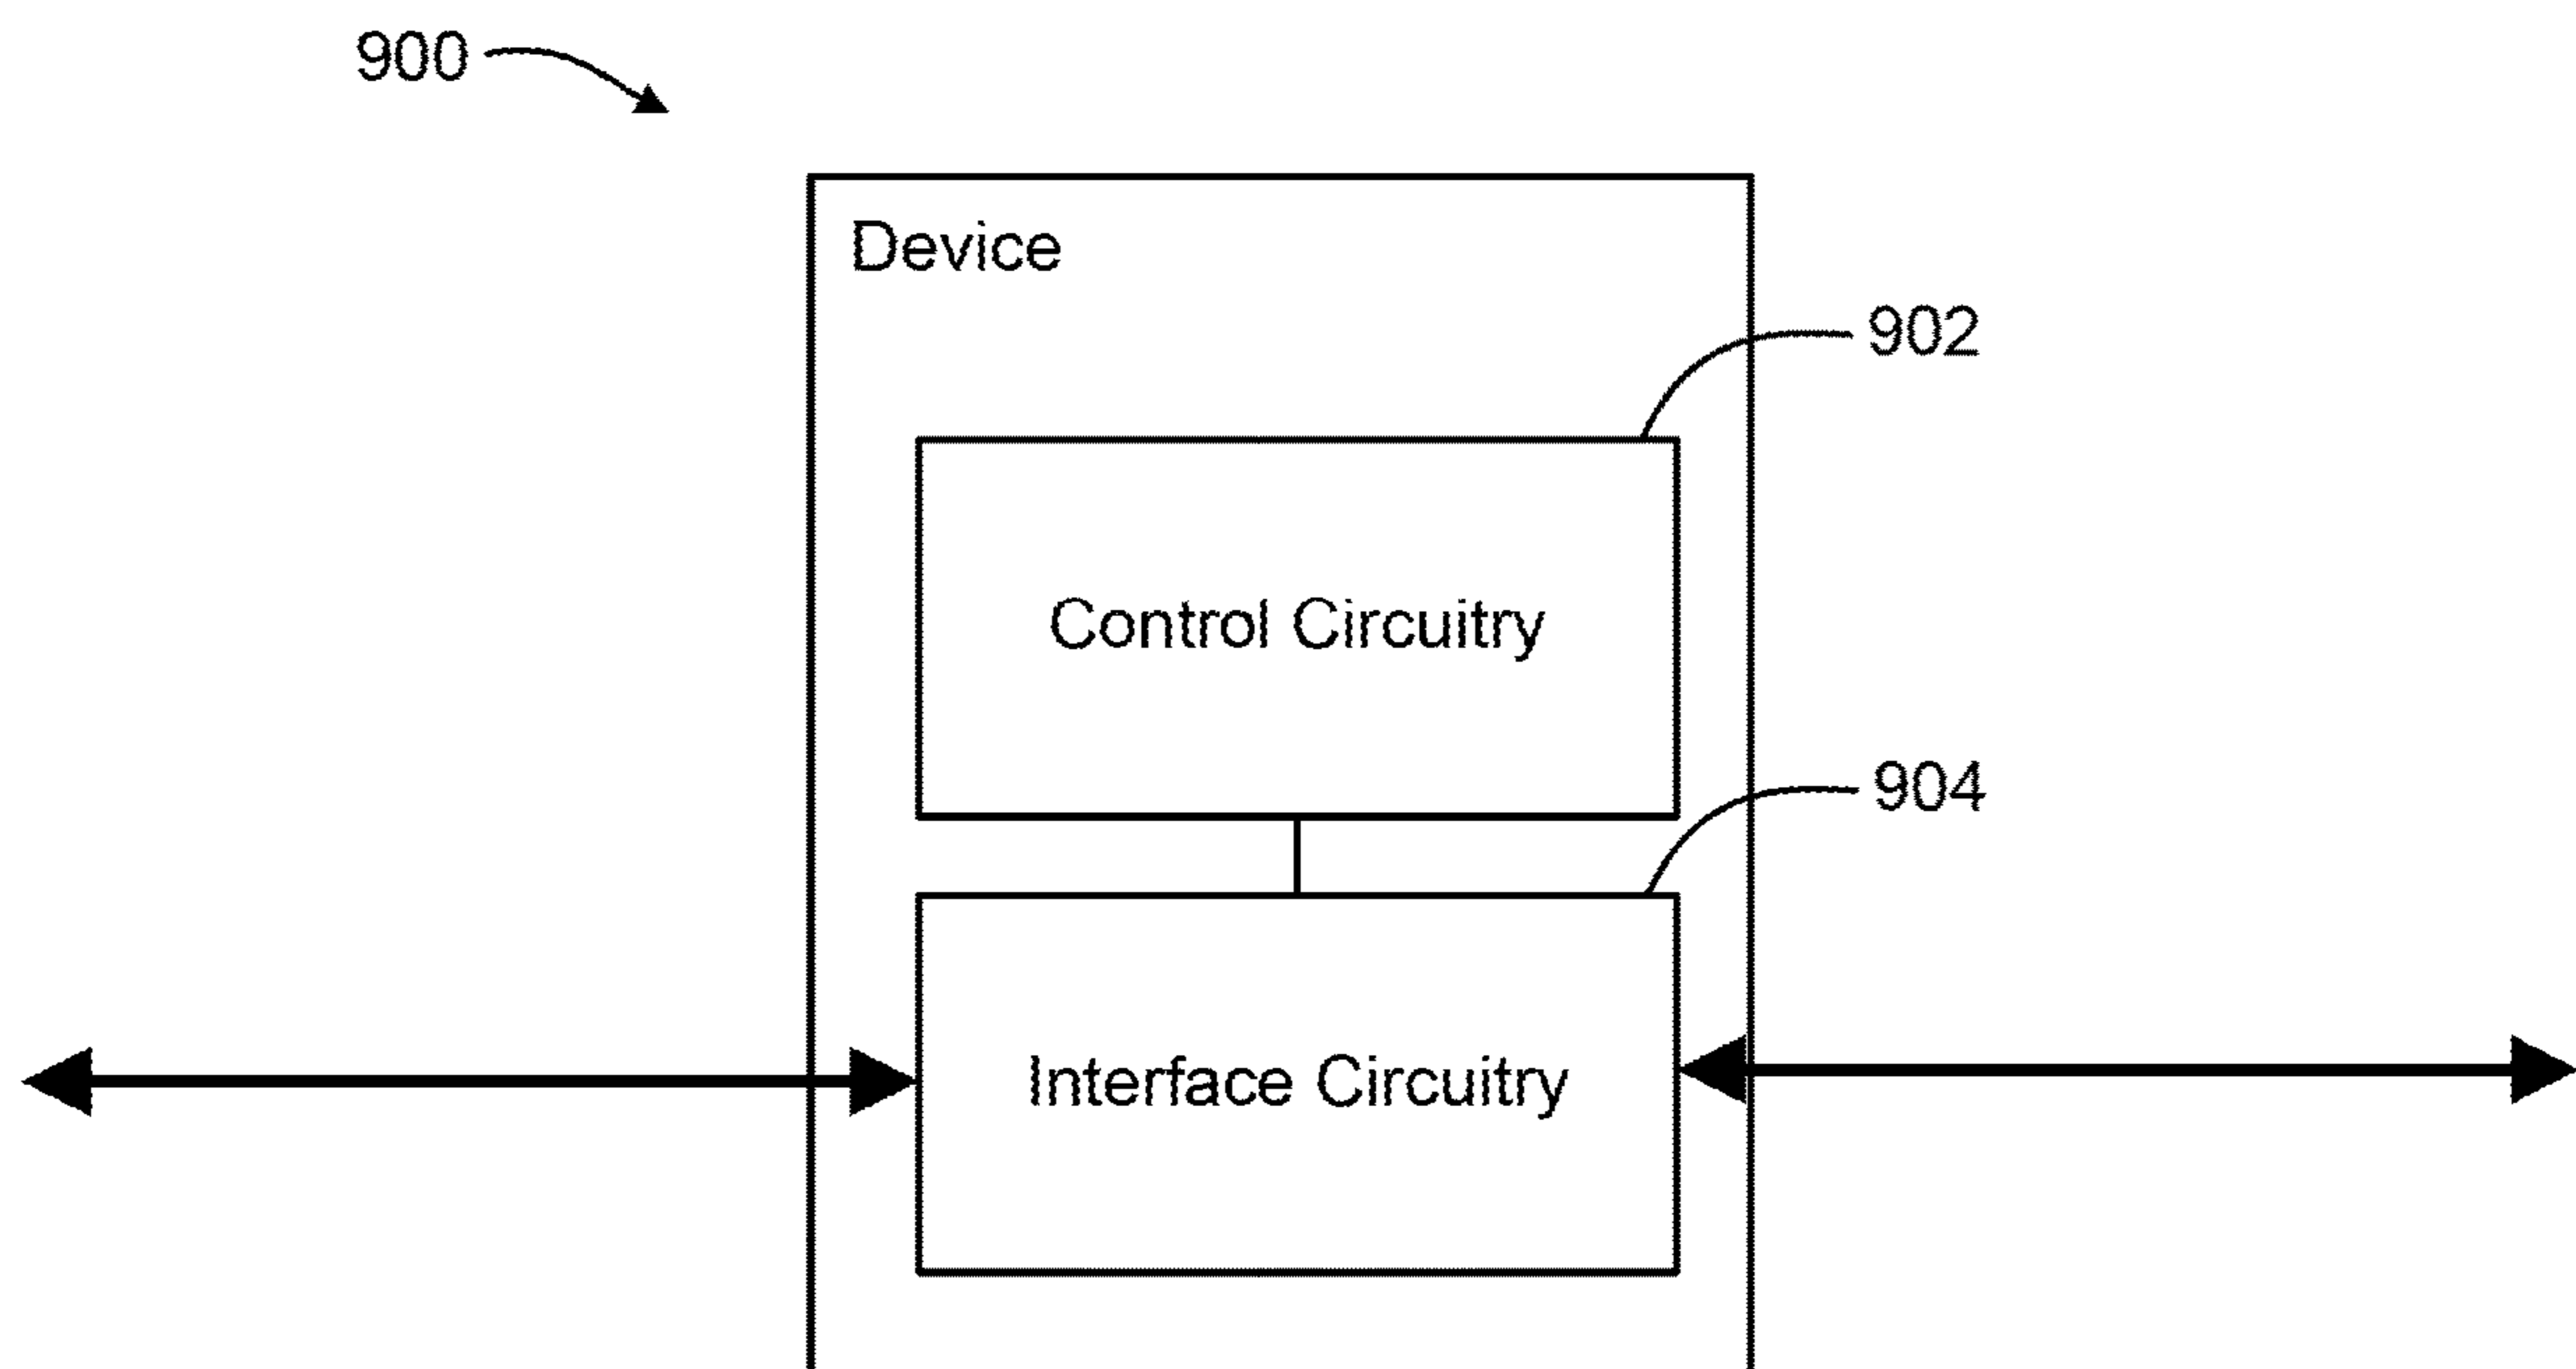 900
Device
902
Control Circuitry
904
Interface Circuitry